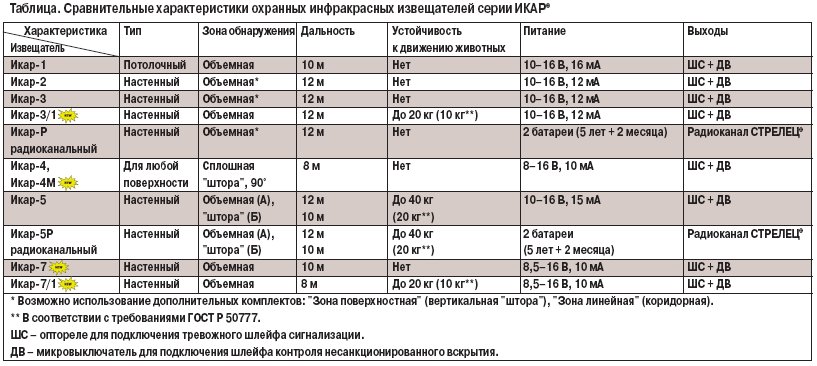 Таблица. Сравнительные характеристики охранных инфракрасных извещателей серии ИКАР®
Характеристика Тип Зона обнаружения Дальность Устойчивость Питание Выходы
Извещатель к движению животных
Икар-1 Потолочный Объемная 10 м Нет 10–16 В, 16 мА ШС + ДВ
Икар-2 Настенный Объемная* 12 м Нет 10–16 В, 12 мА ШС + ДВ
Икар-3 Настенный Объемная* 12 м Нет 10–16 В, 12 мА ШС + ДВ
Икар-3/1 NEW Настенный Объемная 12 м До 20 кг (10 кг**) 10–16 В, 12 мА ШС + ДВ
Икар-Р Настенный Объемная* 12 м Нет 2 батареи (5 лет + 2 месяца) Радиоканал СТРЕЛЕЦ®
радиоканальный
Икар-4, Для любой Сплошная 8 м Нет 8–16 В, 10 мА ШС + ДВ
Икар-4М NEW поверхности "штора", 90°
Икар-5 Настенный Объемная (А), 12 м До 40 кг 10–16 В, 15 мА ШС + ДВ
"штора" (Б) 10 м (20 кг**)
Икар-5Р Настенный Объемная (А), 12 м До 40 кг 2 батареи Радиоканал СТРЕЛЕЦ®
радиоканальный "штора" (Б) 10 м (20 кг**) (5 лет + 2 месяца)
Икар-7 NEW Настенный Объемная 10 м Нет 8,5–16 В, 10 мА ШС + ДВ
Икар-7/1 NEW Настенный Объемная 8 м До 20 кг (10 кг**) 8,5–16 В, 10 мА ШС + ДВ
* Возможно использование дополнительных комплектов: "Зона поверхностная" (вертикальная "штора"), "Зона линейная" (коридорная).
** В соответствии с требованиями ГОСТ Р 50777.
ШС – оптореле для подключения тревожного шлейфа сигнализации.
ДВ – микровыключатель для подключения шлейфа контроля несанкционированного вскрытия.